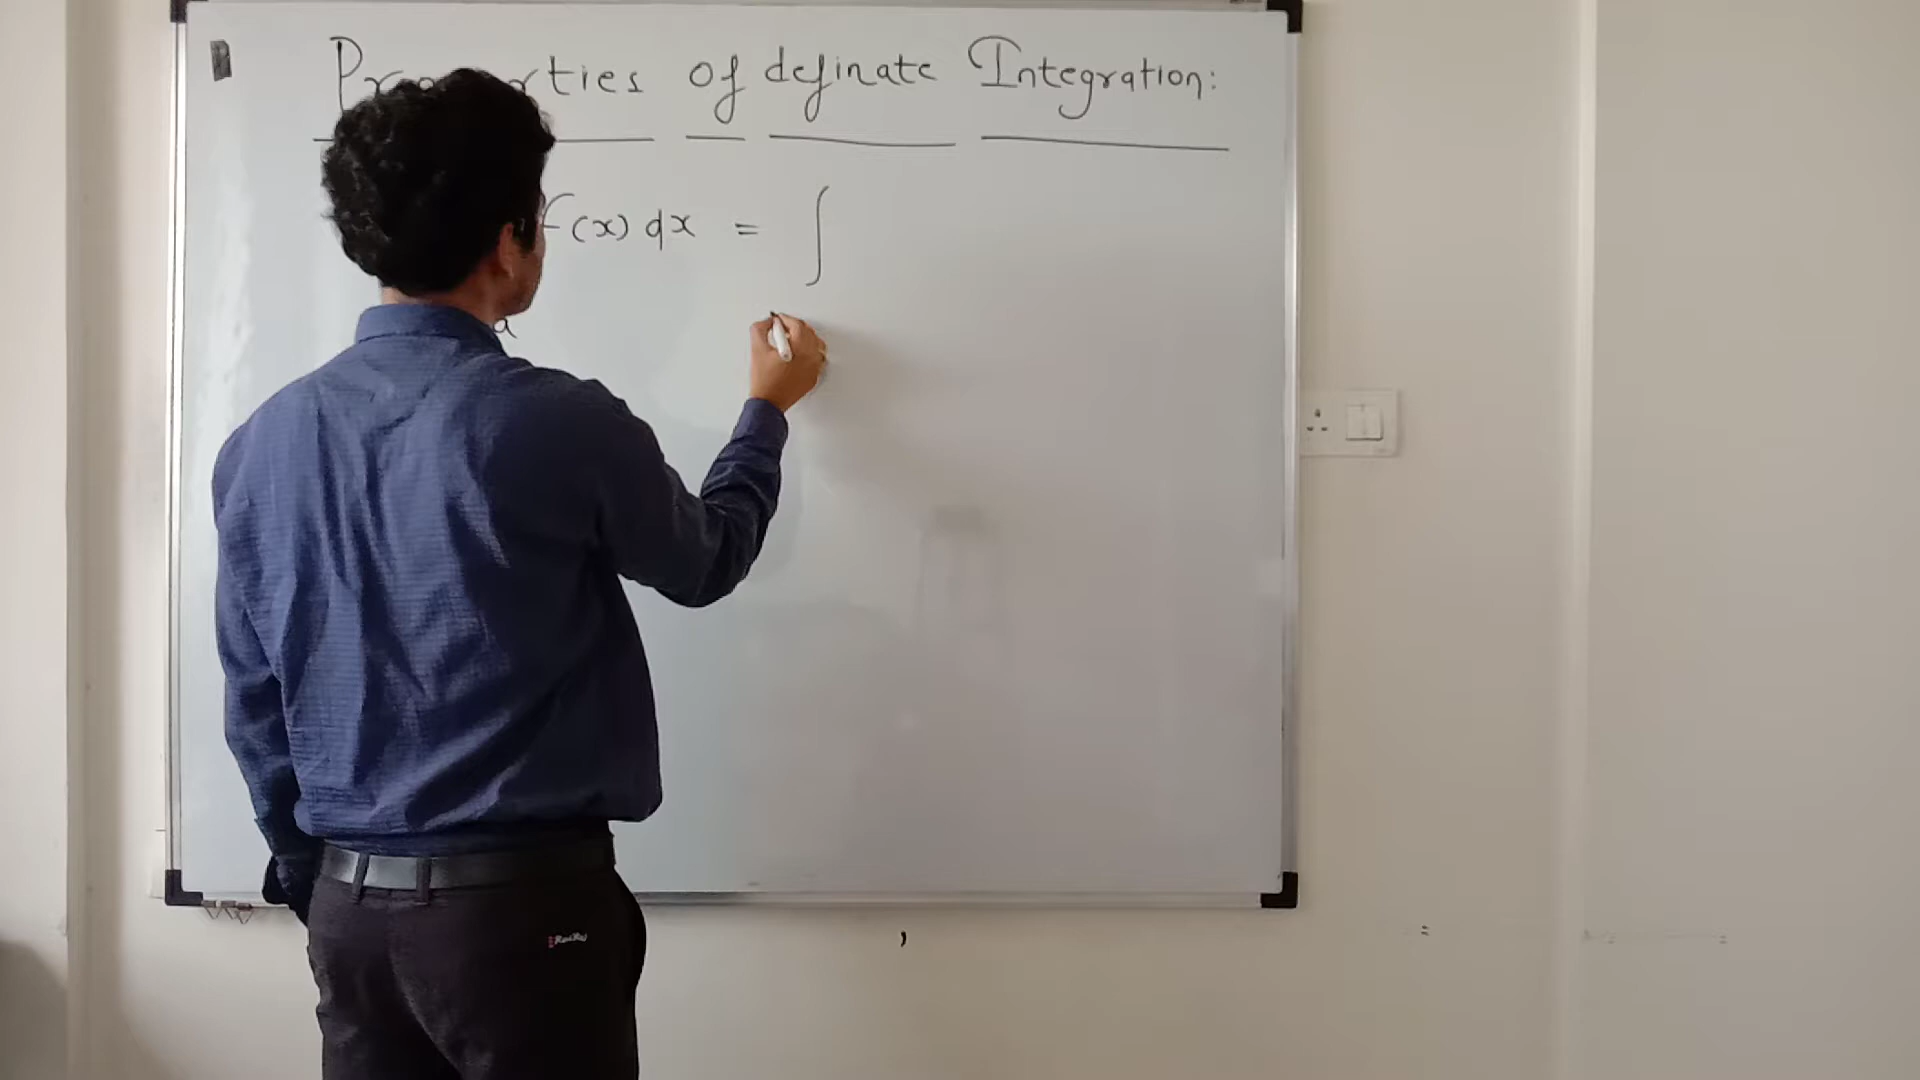 of definate Integration:
f(x) dx = ∫
a